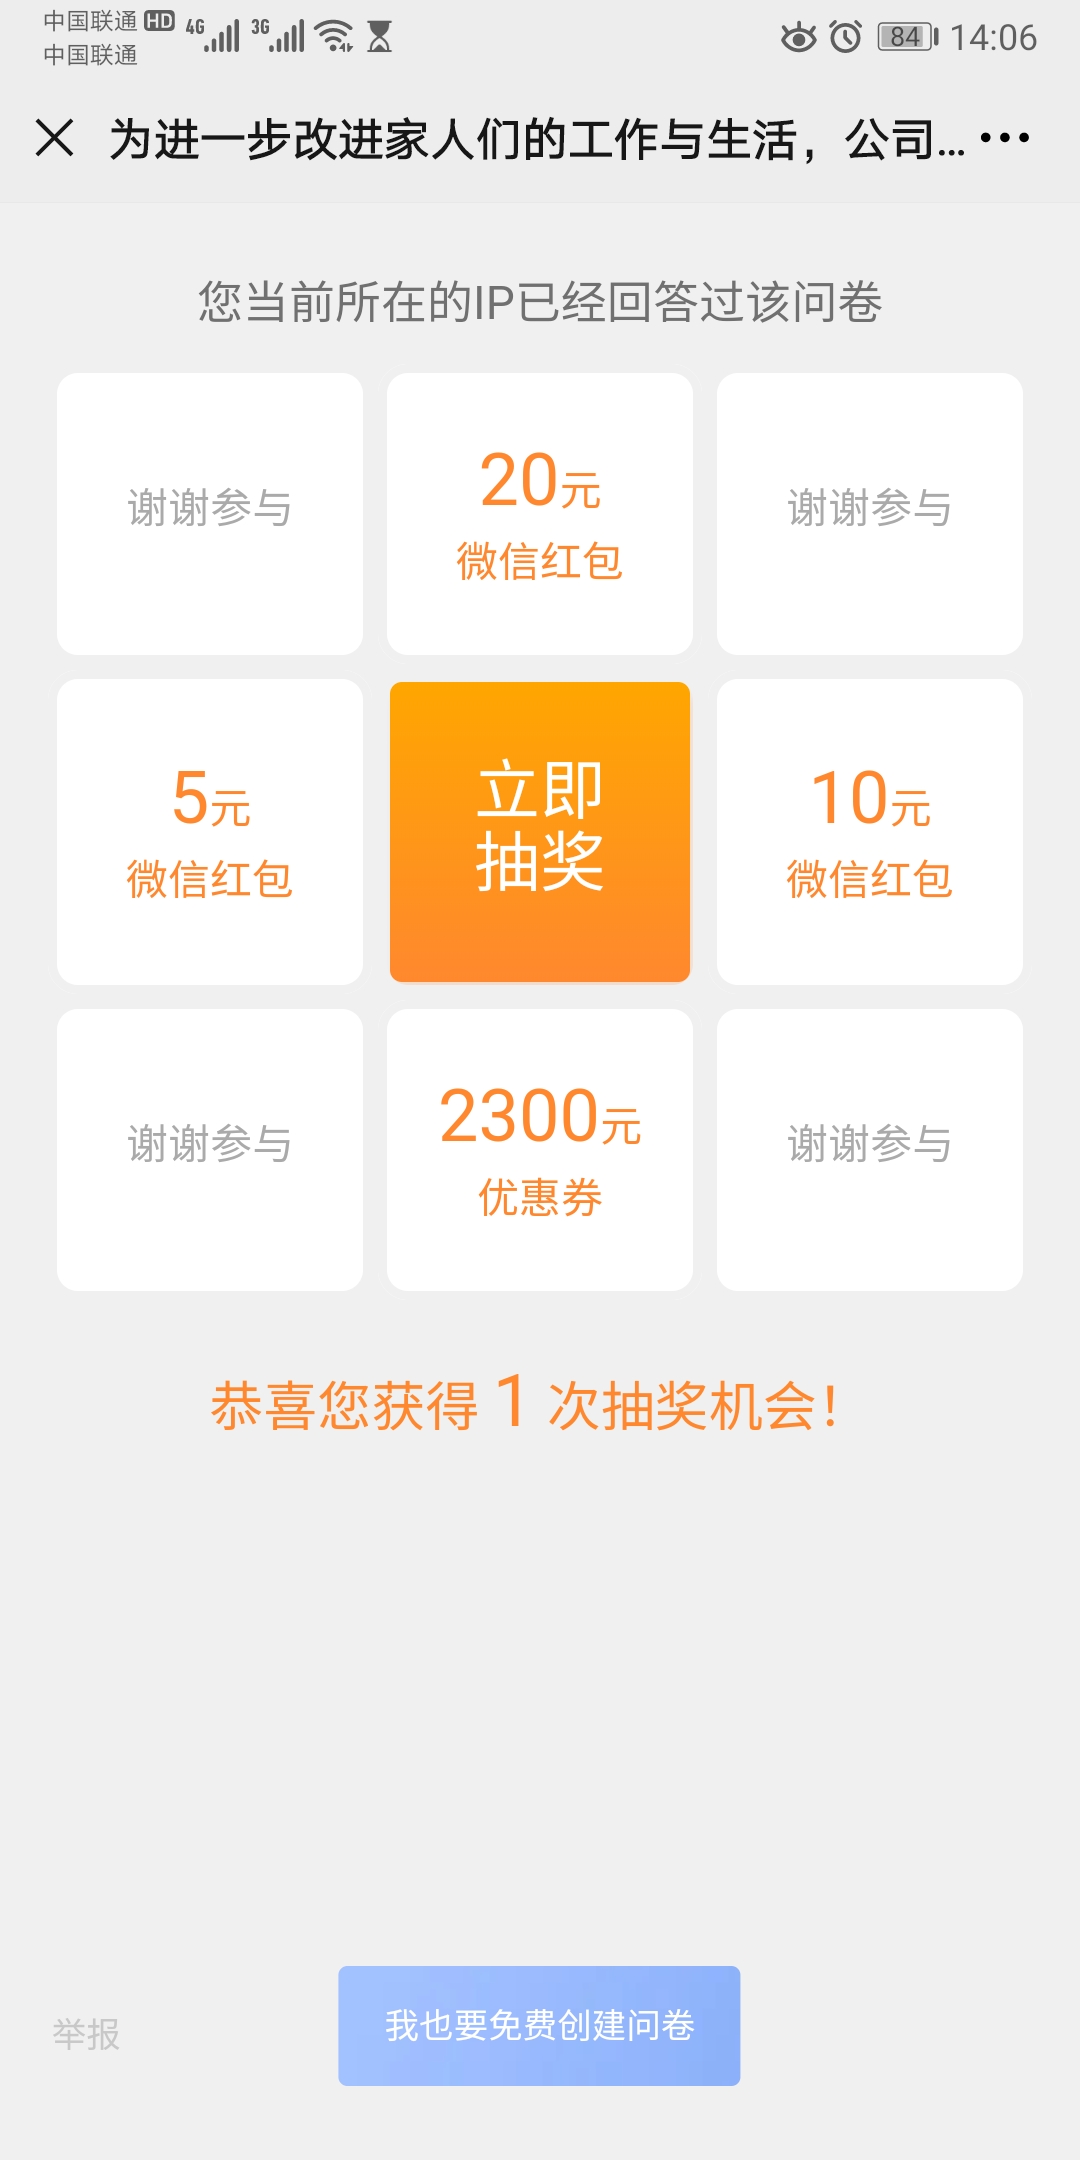 中国联通 HD 4G 3G 84 14:06
中国联通
为进一步改进家人们的工作与生活，公司...
您当前所在的IP已经回答过该问卷
谢谢参与
20元
微信红包
谢谢参与
5元
微信红包
立即
抽奖
10元
微信红包
谢谢参与
2300元
优惠券
谢谢参与
恭喜您获得 1 次抽奖机会！
举报
我也要免费创建问卷